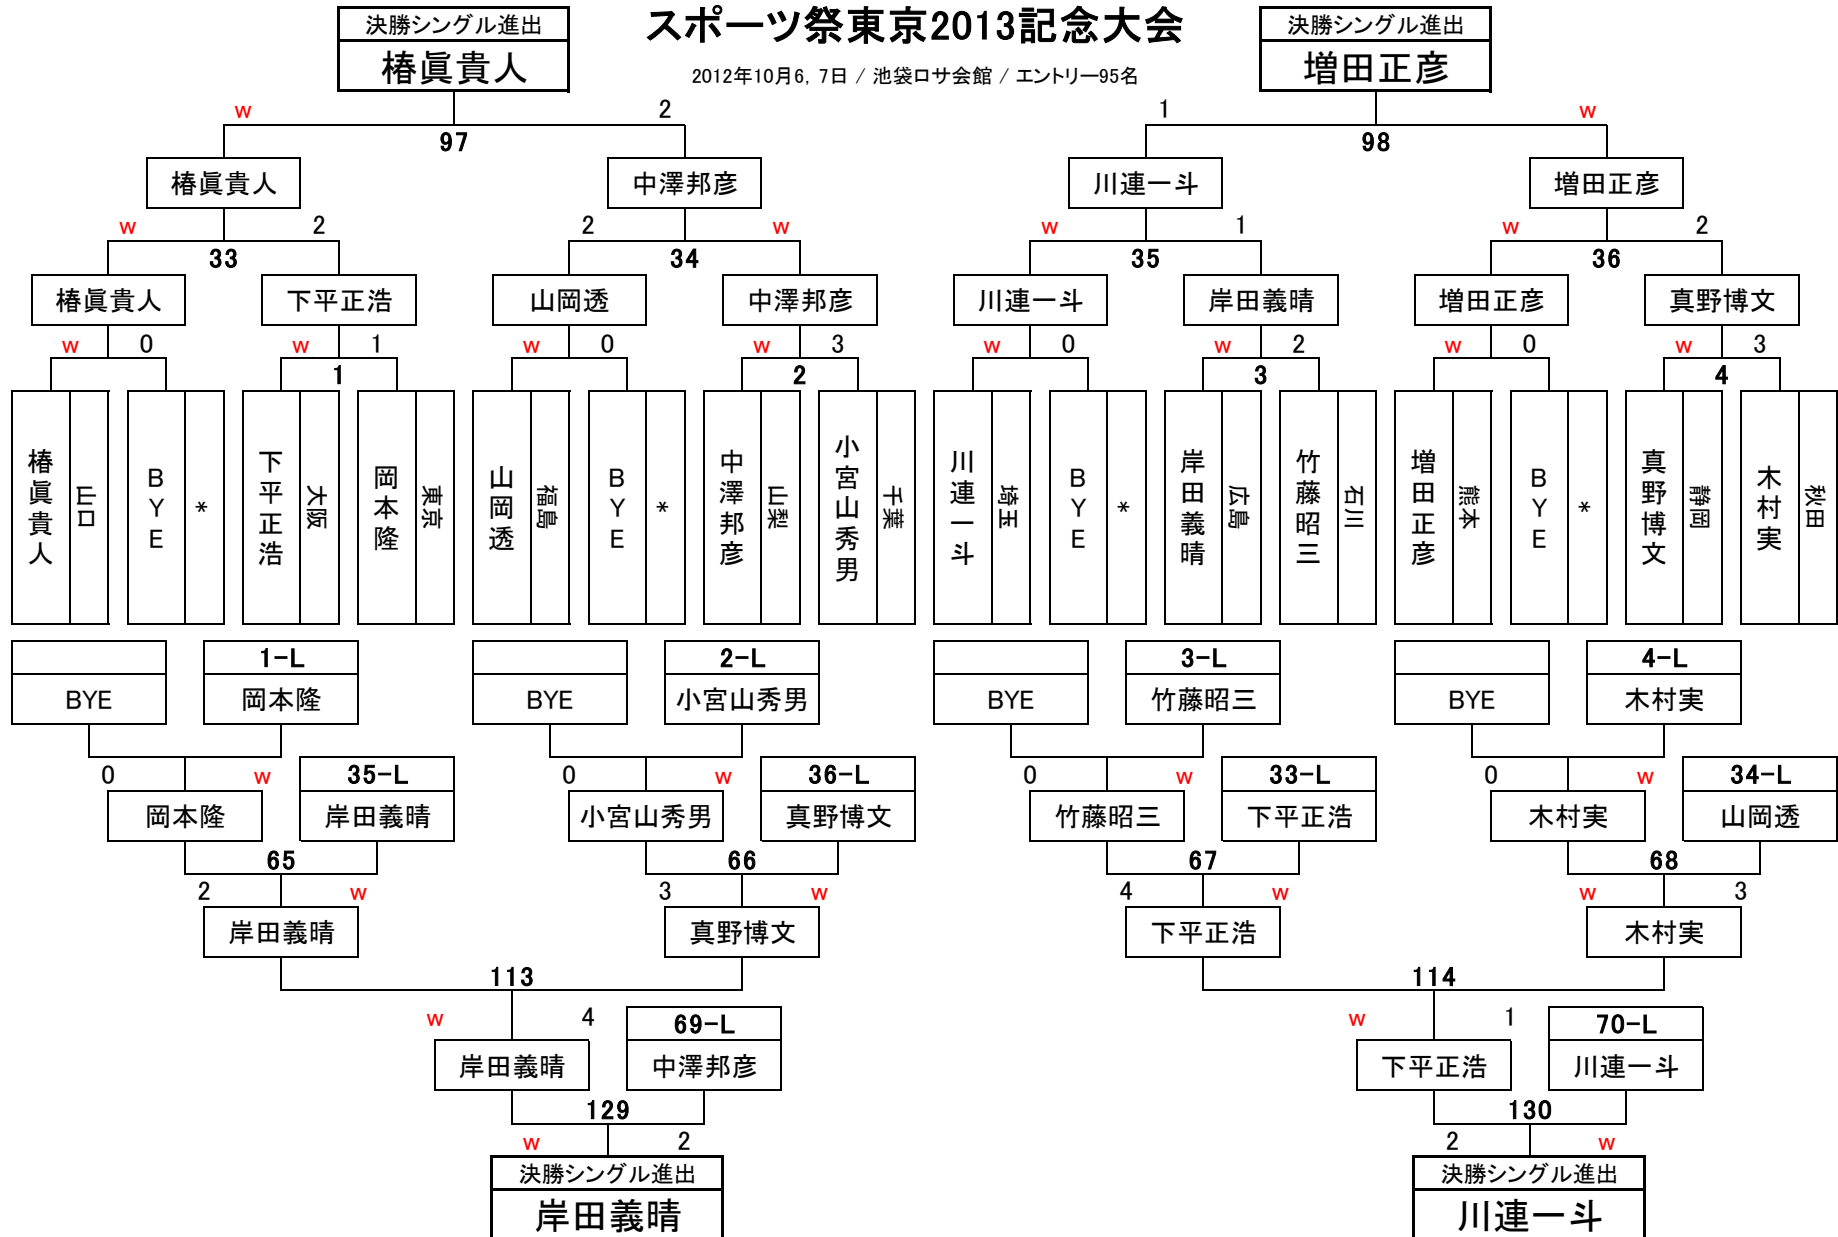 決勝シングル進出 スポーツ祭東京2013記念大会 決勝シングル進出
椿眞貴人 2012年10月6, 7日 / 池袋ロサ会館 / エントリー95名 増田正彦
w 2 1 w
97 98
椿眞貴人 中澤邦彦 川連一斗 増田正彦
w 2 2 w w 1 w 2
33 34 35 36
椿眞貴人 下平正浩 山岡透 中澤邦彦 川連一斗 岸田義晴 増田正彦 真野博文
w 0 w 1 w 0 w 3 w 0 w 2 w 0 w 3
1 2 3 4
椿眞貴人 山口 BYE * 下平正浩 大阪 岡本隆 東京 山岡透 福島 BYE * 中澤邦彦 山梨 小宮山秀男 千葉 川連一斗 埼玉 BYE * 岸田義晴 広島 竹藤昭三 石川 増田正彦 熊本 BYE * 真野博文 静岡 木村実 秋田
1-L 2-L 3-L 4-L
BYE 岡本隆 BYE 小宮山秀男 BYE 竹藤昭三 BYE 木村実
0 w 35-L 0 w 36-L 0 w 33-L 0 w 34-L
岡本隆 岸田義晴 小宮山秀男 真野博文 竹藤昭三 下平正浩 木村実 山岡透
65 66 67 68
2 w 3 w 4 w w 3
岸田義晴 真野博文 下平正浩 木村実
113 114
w 4 69-L w 1 70-L
岸田義晴 中澤邦彦 下平正浩 川連一斗
129 130
w 2 2 w
決勝シングル進出 決勝シングル進出
岸田義晴 川連一斗